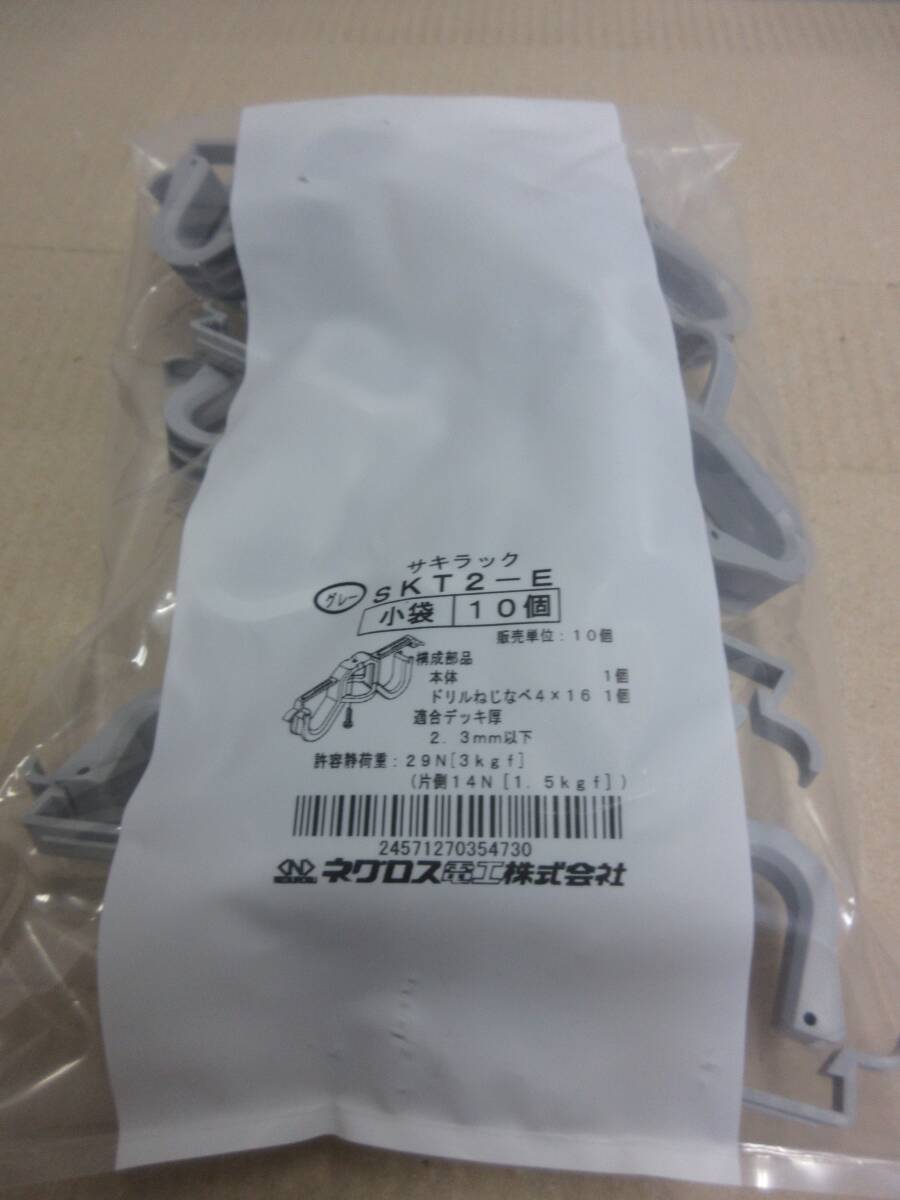 サキラック
グレー SKT2-E
小袋 10個
販売単位:10個
構成部品
本体 1個
ドリルねじなべ4×16 1個
適合デッキ厚
2.3mm以下
許容静荷重:29N[3kgf]
(片側14N[1.5kgf])
24571270354730
ネグロス電工株式会社